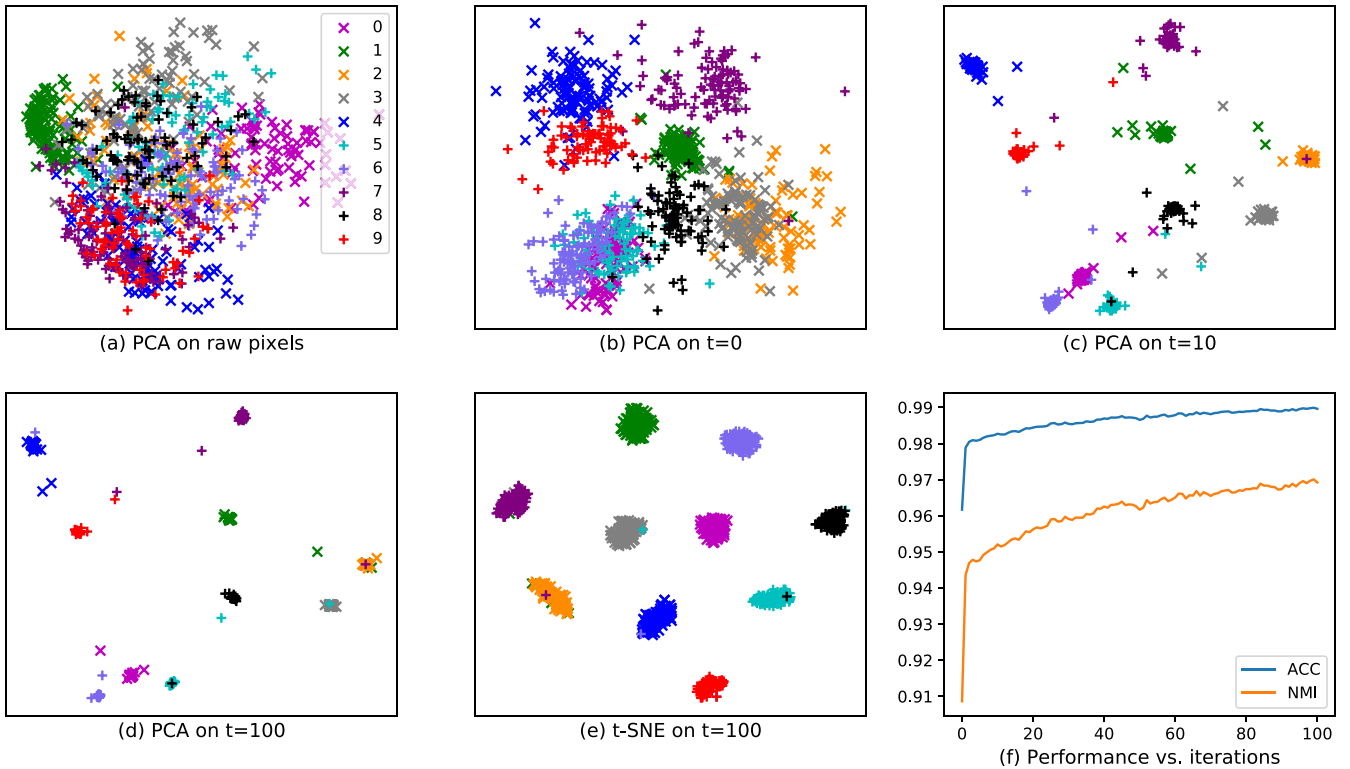 0
1
2
3
4
5
6
7
8
9
(a) PCA on raw pixels
(b) PCA on t=0
(c) PCA on t=10
(d) PCA on t=100
(e) t-SNE on t=100
0.99
0.98
0.97
0.96
0.95
0.94
0.93
0.92
0.91
ACC
NMI
0 20 40 60 80 100
(f) Performance vs. iterations